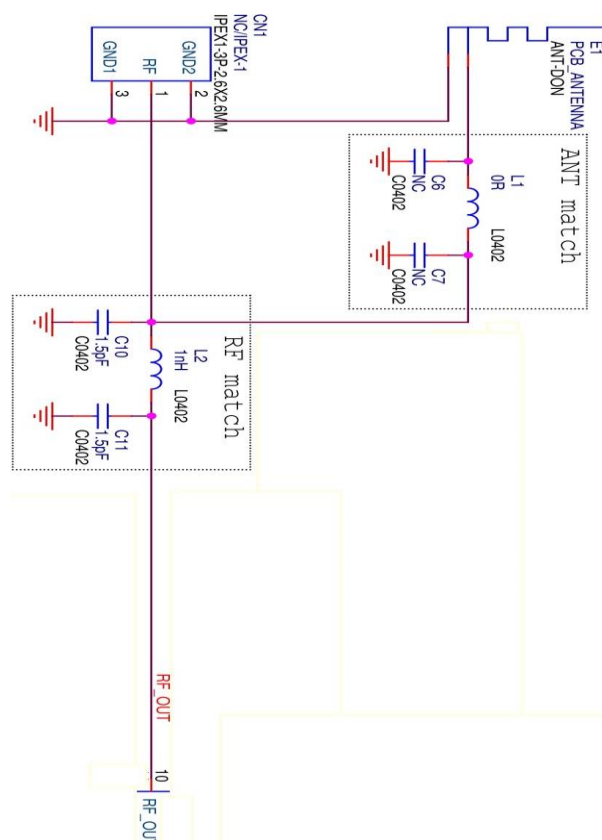 CN1
NC/IPEX-1
IPEX1-3P-2.6X2.6MM
GND1
RF
GND2
3
1
2
E1
PCB_ANTENNA
ANT-DON
ANT match
C6
NC
C0402
L1
0R
L0402
C7
NC
C0402
RF match
C10
1.5pF
C0402
L2
1nH
L0402
C11
1.5pF
C0402
RF_OUT
10